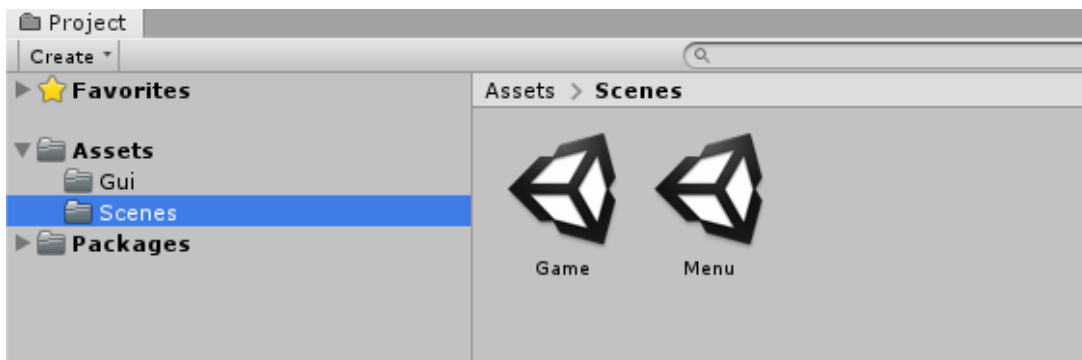 Project
Create
Favorites
Assets
Gui
Scenes
Packages
Assets > Scenes
Game
Menu